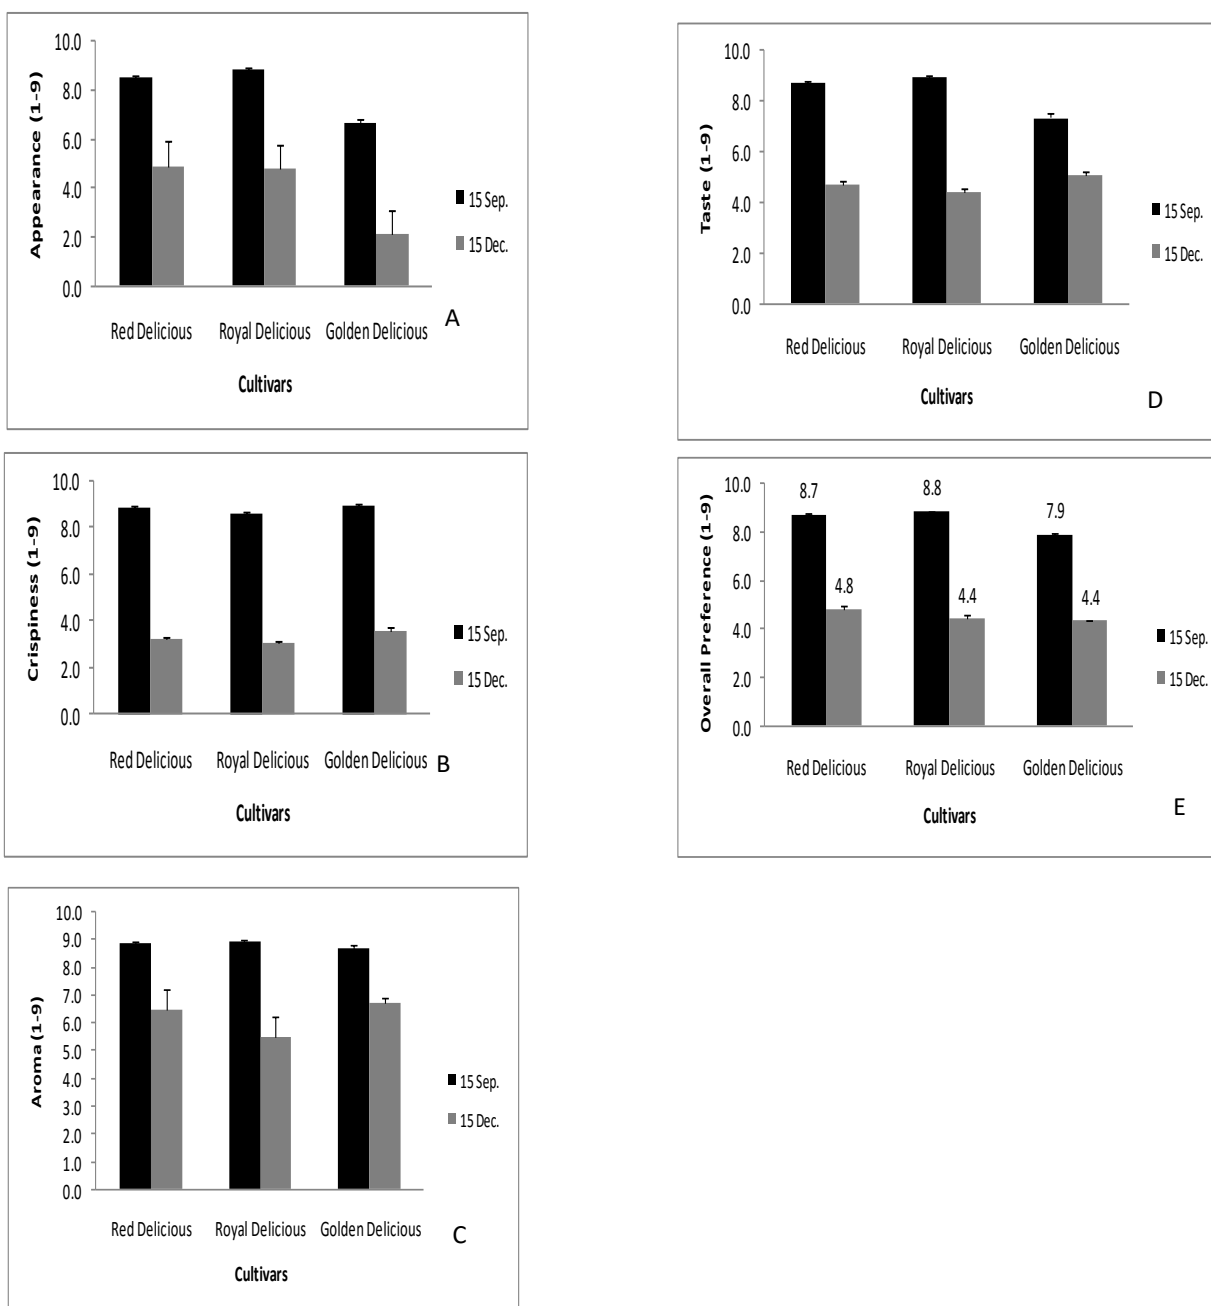 10.0
8.0
6.0
4.0
2.0
0.0
Appearance (1-9)
15 Sep.
15 Dec.
Red Delicious Royal Delicious Golden Delicious
Cultivars
A
10.0
8.0
6.0
4.0
2.0
0.0
Crispiness (1-9)
15 Sep.
15 Dec.
Red Delicious Royal Delicious Golden Delicious
Cultivars
B
10.0
9.0
8.0
7.0
6.0
5.0
4.0
3.0
2.0
1.0
0.0
Aroma (1-9)
15 Sep.
15 Dec.
Red Delicious Royal Delicious Golden Delicious
Cultivars
C
10.0
8.0
6.0
4.0
2.0
0.0
Taste (1-9)
15 Sep.
15 Dec.
Red Delicious Royal Delicious Golden Delicious
Cultivars
D
10.0
8.0
6.0
4.0
2.0
0.0
Overall Preference (1-9)
8.7
4.8
8.8
4.4
7.9
4.4
15 Sep.
15 Dec.
Red Delicious Royal Delicious Golden Delicious
Cultivars
E